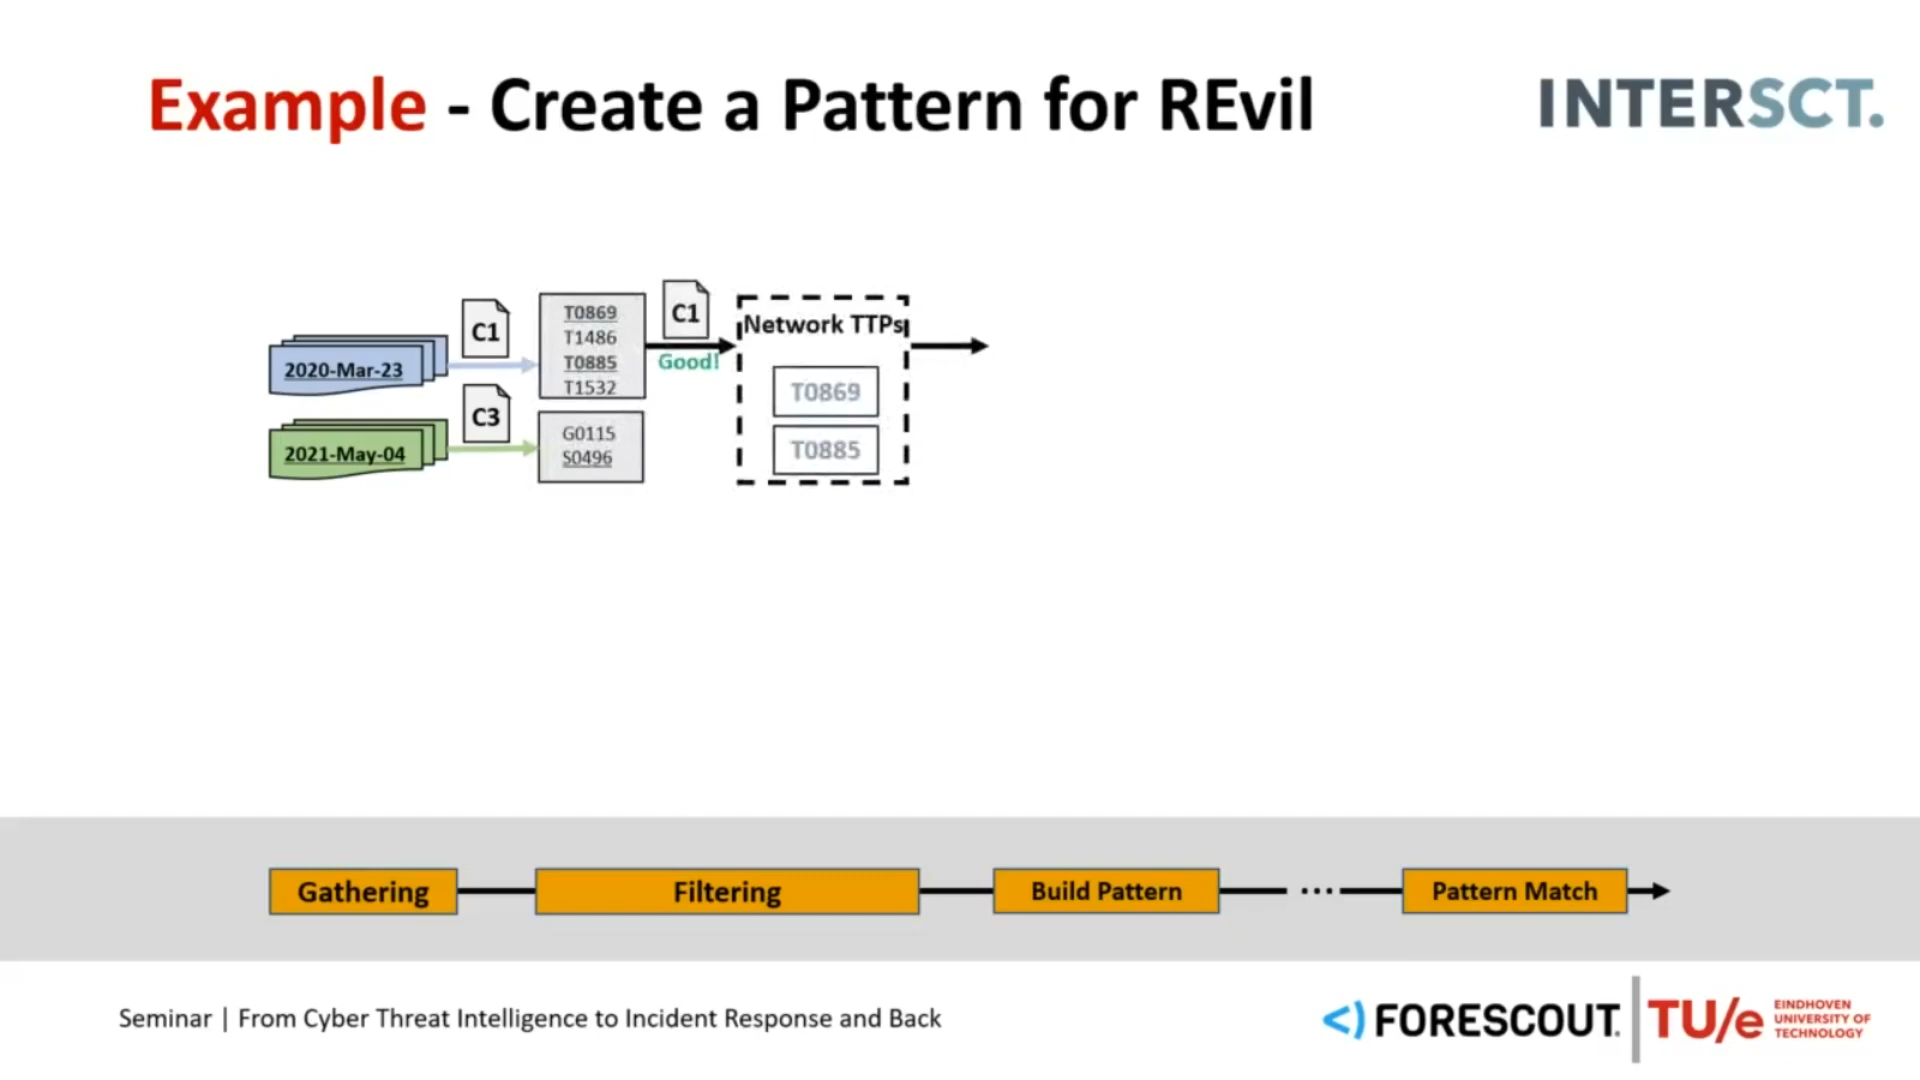 Example - Create a Pattern for REvil
INTERSCT.
2020-Mar-23
C1
T0869
T1486
T0885
T1532
C1
Good!
Network TTPs
T0869
T0885
2021-May-04
C3
G0115
S0496
Gathering
Filtering
Build Pattern
...
Pattern Match
Seminar | From Cyber Threat Intelligence to Incident Response and Back
<) FORESCOUT.
TU/e
EINDHOVEN
UNIVERSITY OF
TECHNOLOGY